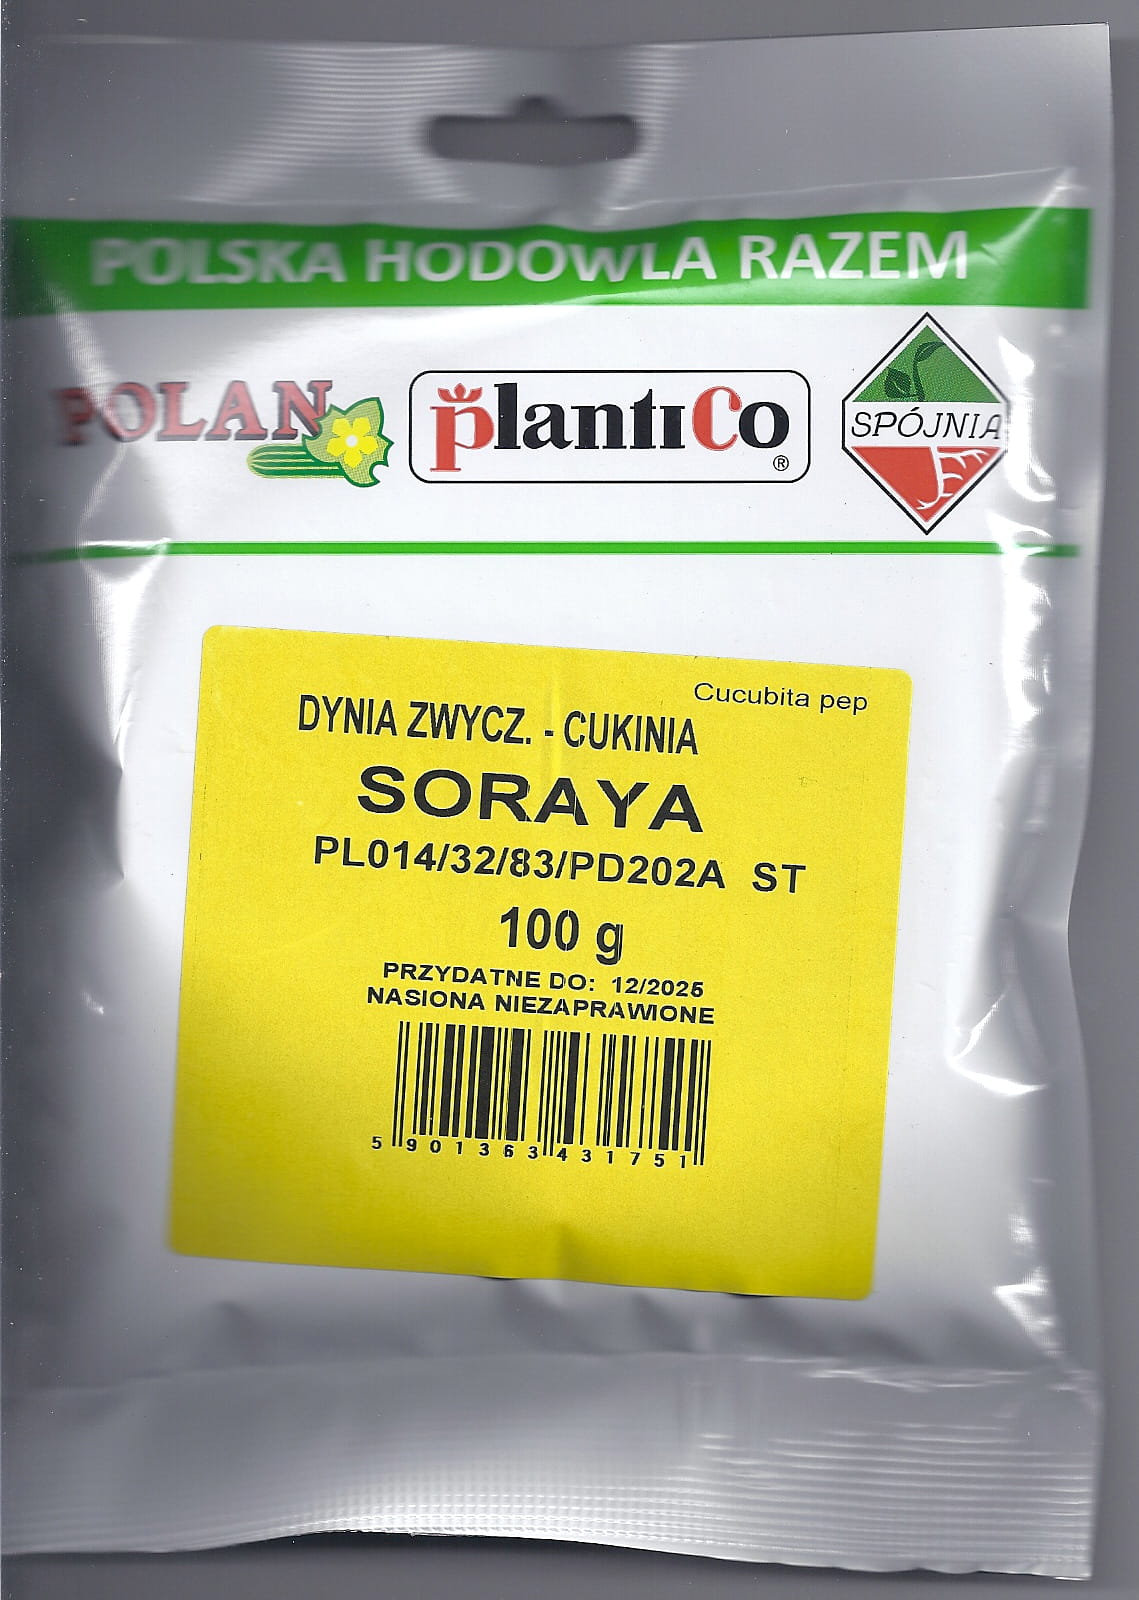 POLSKA HODOWLA RAZEM
POLAN
plantiCo
®
SPÓJNIA
Cucubita pep
DYNIA ZWYCZ. - CUKINIA
SORAYA
PL014/32/83/PD202A ST
100 g
PRZYDATNE DO: 12/2025
NASIONA NIEZAPRAWIONE
5 901363 431751